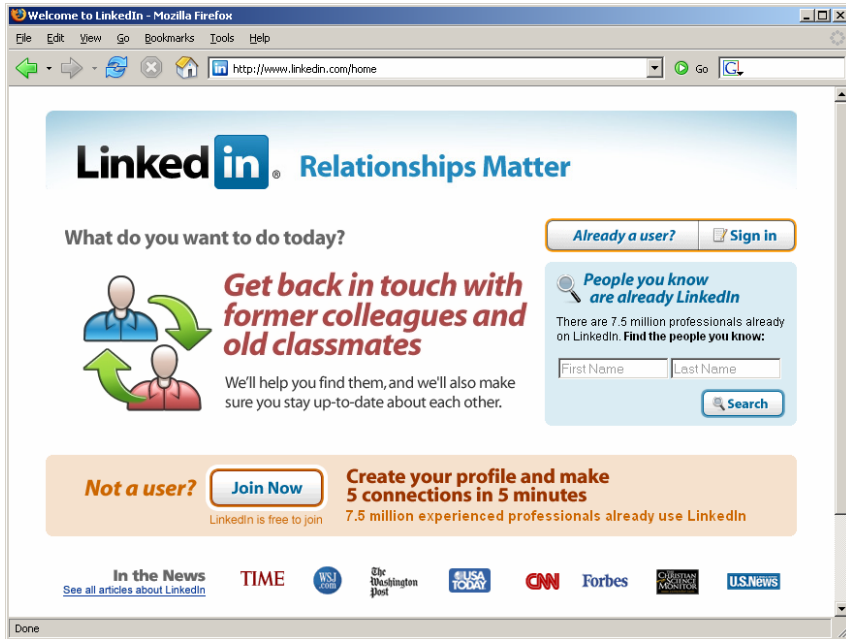 Welcome to LinkedIn - Mozilla Firefox
File Edit View Go Bookmarks Tools Help
http://www.linkedin.com/home Go G
Linked in ® Relationships Matter
What do you want to do today?
Already a user? Sign in
Get back in touch with
former colleagues and
old classmates
We'll help you find them, and we'll also make
sure you stay up-to-date about each other.
People you know
are already LinkedIn
There are 7.5 million professionals already
on LinkedIn. Find the people you know:
First Name Last Name
Search
Not a user? Join Now
LinkedIn is free to join
Create your profile and make
5 connections in 5 minutes
7.5 million experienced professionals already use LinkedIn
In the News
See all articles about LinkedIn
TIME
WSJ
.com
The
Washington
Post
USA
TODAY
CNN
Forbes
THE CHRISTIAN
SCIENCE
MONITOR
U.S.News
Done